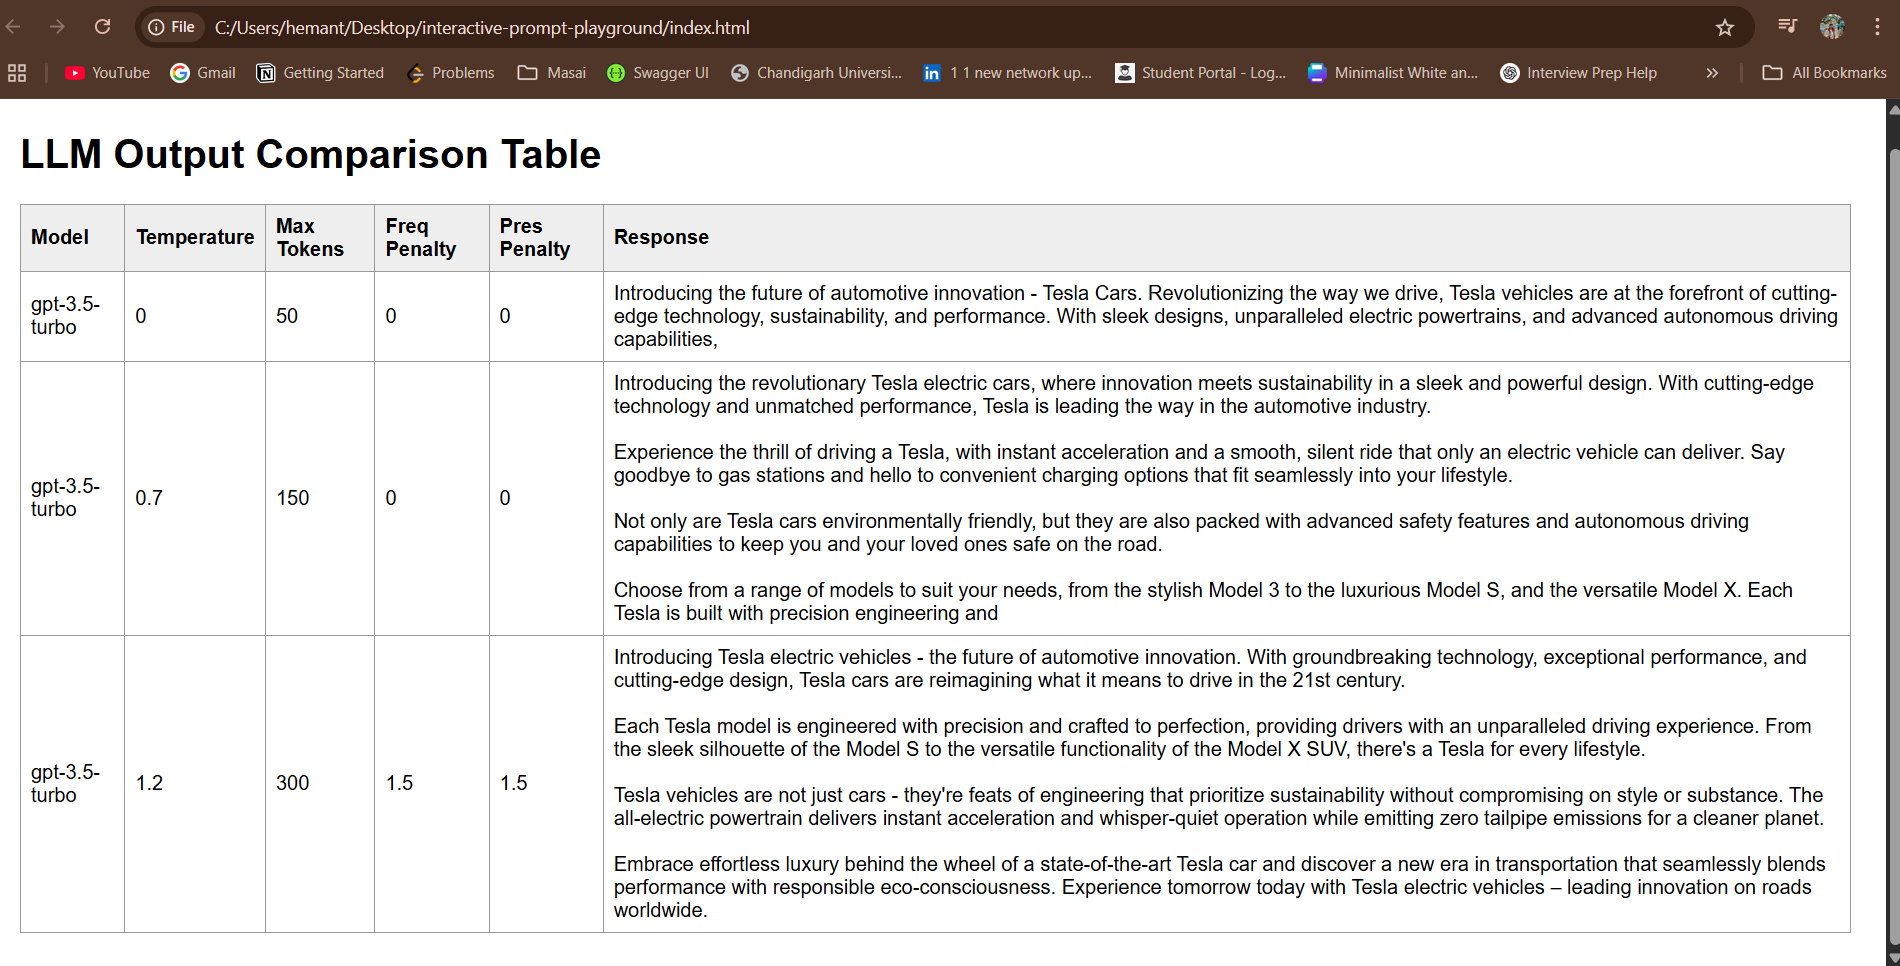 File C:/Users/hemant/Desktop/interactive-prompt-playground/index.html
YouTube Gmail Getting Started Problems Masai Swagger UI Chandigarh Universi... 1 1 new network up... Student Portal - Log... Minimalist White an... Interview Prep Help » All Bookmarks
LLM Output Comparison Table
Model Temperature Max Tokens Freq Penalty Pres Penalty Response
gpt-3.5-
turbo
0 50 0 0
Introducing the future of automotive innovation - Tesla Cars. Revolutionizing the way we drive, Tesla vehicles are at the forefront of cutting-
edge technology, sustainability, and performance. With sleek designs, unparalleled electric powertrains, and advanced autonomous driving
capabilities,
gpt-3.5-
turbo
0.7 150 0 0
Introducing the revolutionary Tesla electric cars, where innovation meets sustainability in a sleek and powerful design. With cutting-edge
technology and unmatched performance, Tesla is leading the way in the automotive industry.
Experience the thrill of driving a Tesla, with instant acceleration and a smooth, silent ride that only an electric vehicle can deliver. Say
goodbye to gas stations and hello to convenient charging options that fit seamlessly into your lifestyle.
Not only are Tesla cars environmentally friendly, but they are also packed with advanced safety features and autonomous driving
capabilities to keep you and your loved ones safe on the road.
Choose from a range of models to suit your needs, from the stylish Model 3 to the luxurious Model S, and the versatile Model X. Each
Tesla is built with precision engineering and
gpt-3.5-
turbo
1.2 300 1.5 1.5
Introducing Tesla electric vehicles - the future of automotive innovation. With groundbreaking technology, exceptional performance, and
cutting-edge design, Tesla cars are reimagining what it means to drive in the 21st century.
Each Tesla model is engineered with precision and crafted to perfection, providing drivers with an unparalleled driving experience. From
the sleek silhouette of the Model S to the versatile functionality of the Model X SUV, there's a Tesla for every lifestyle.
Tesla vehicles are not just cars - they're feats of engineering that prioritize sustainability without compromising on style or substance. The
all-electric powertrain delivers instant acceleration and whisper-quiet operation while emitting zero tailpipe emissions for a cleaner planet.
Embrace effortless luxury behind the wheel of a state-of-the-art Tesla car and discover a new era in transportation that seamlessly blends
performance with responsible eco-consciousness. Experience tomorrow today with Tesla electric vehicles – leading innovation on roads
worldwide.